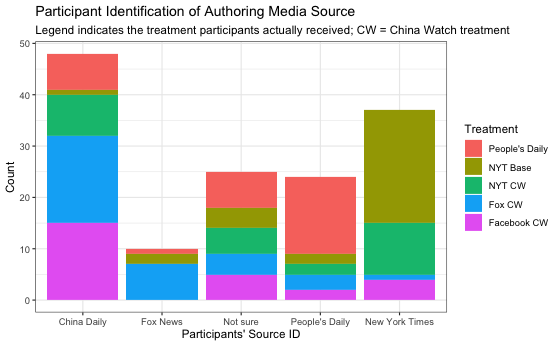 Participant Identification of Authoring Media Source
Legend indicates the treatment participants actually received; CW = China Watch treatment
50
40
30
20
10
0
Count
China Daily
Fox News
Not sure
People's Daily
New York Times
Participants' Source ID
Treatment
People's Daily
NYT Base
NYT CW
Fox CW
Facebook CW